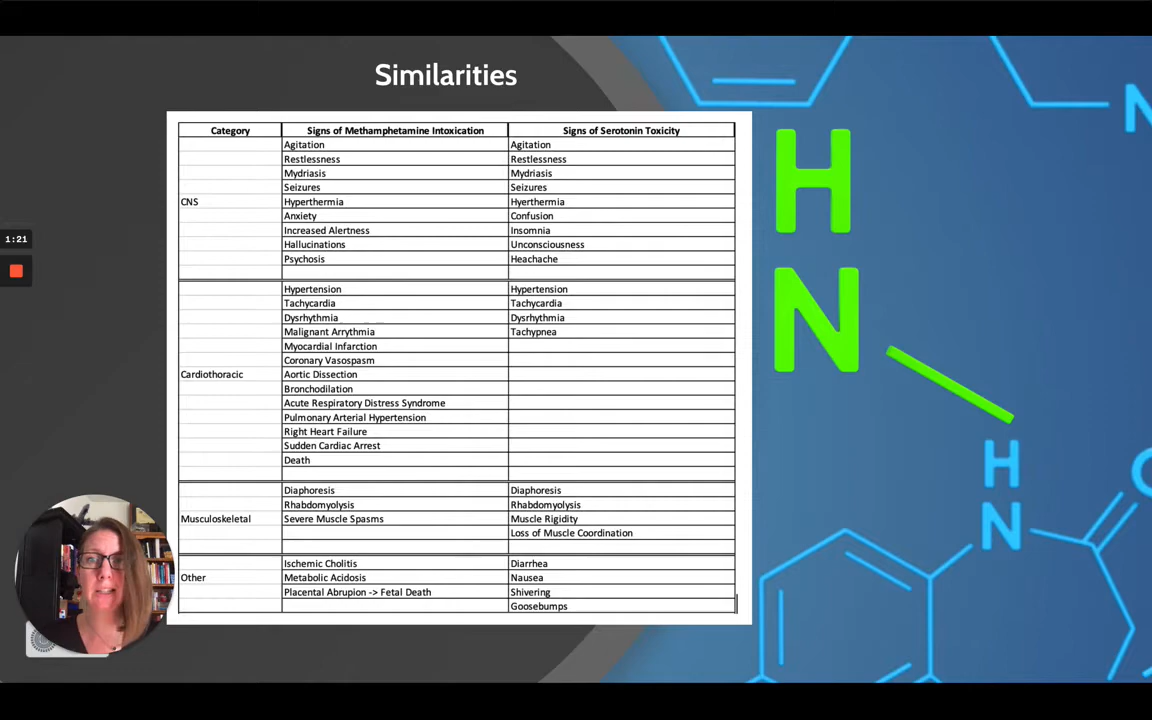 Similarities
Category Signs of Methamphetamine Intoxication Signs of Serotonin Toxicity
Agitation Agitation
Restlessness Restlessness
Mydriasis Mydriasis
Seizures Seizures
CNS Hyperthermia Hyerthermia
Anxiety Confusion
Increased Alertness Insomnia
Hallucinations Unconsciousness
Psychosis Heachache
Hypertension Hypertension
Tachycardia Tachycardia
Dysrhythmia Dysrhythmia
Malignant Arrythmia Tachypnea
Myocardial Infarction
Coronary Vasospasm
Cardiothoracic Aortic Dissection
Bronchodilation
Acute Respiratory Distress Syndrome
Pulmonary Arterial Hypertension
Right Heart Failure
Sudden Cardiac Arrest
Death
Diaphoresis Diaphoresis
Rhabdomyolysis Rhabdomyolysis
Musculoskeletal Severe Muscle Spasms Muscle Rigidity
Loss of Muscle Coordination
Ischemic Cholitis Diarrhea
Other Metabolic Acidosis Nausea
Placental Abrupion -> Fetal Death Shivering
Goosebumps
1:21
N
H
N
H
N
O